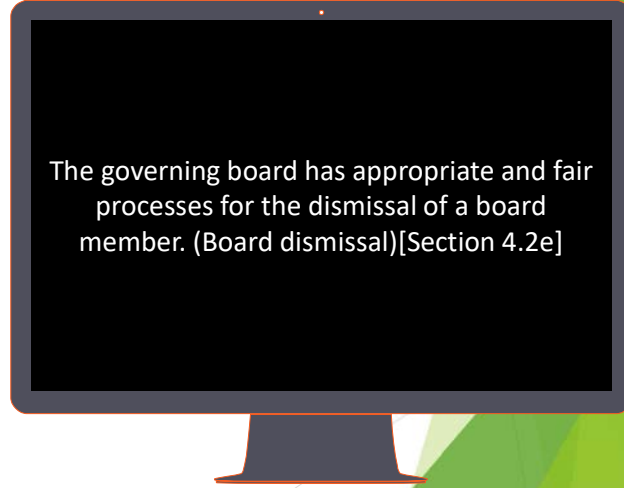 The governing board has appropriate and fair
processes for the dismissal of a board
member. (Board dismissal)[Section 4.2e]